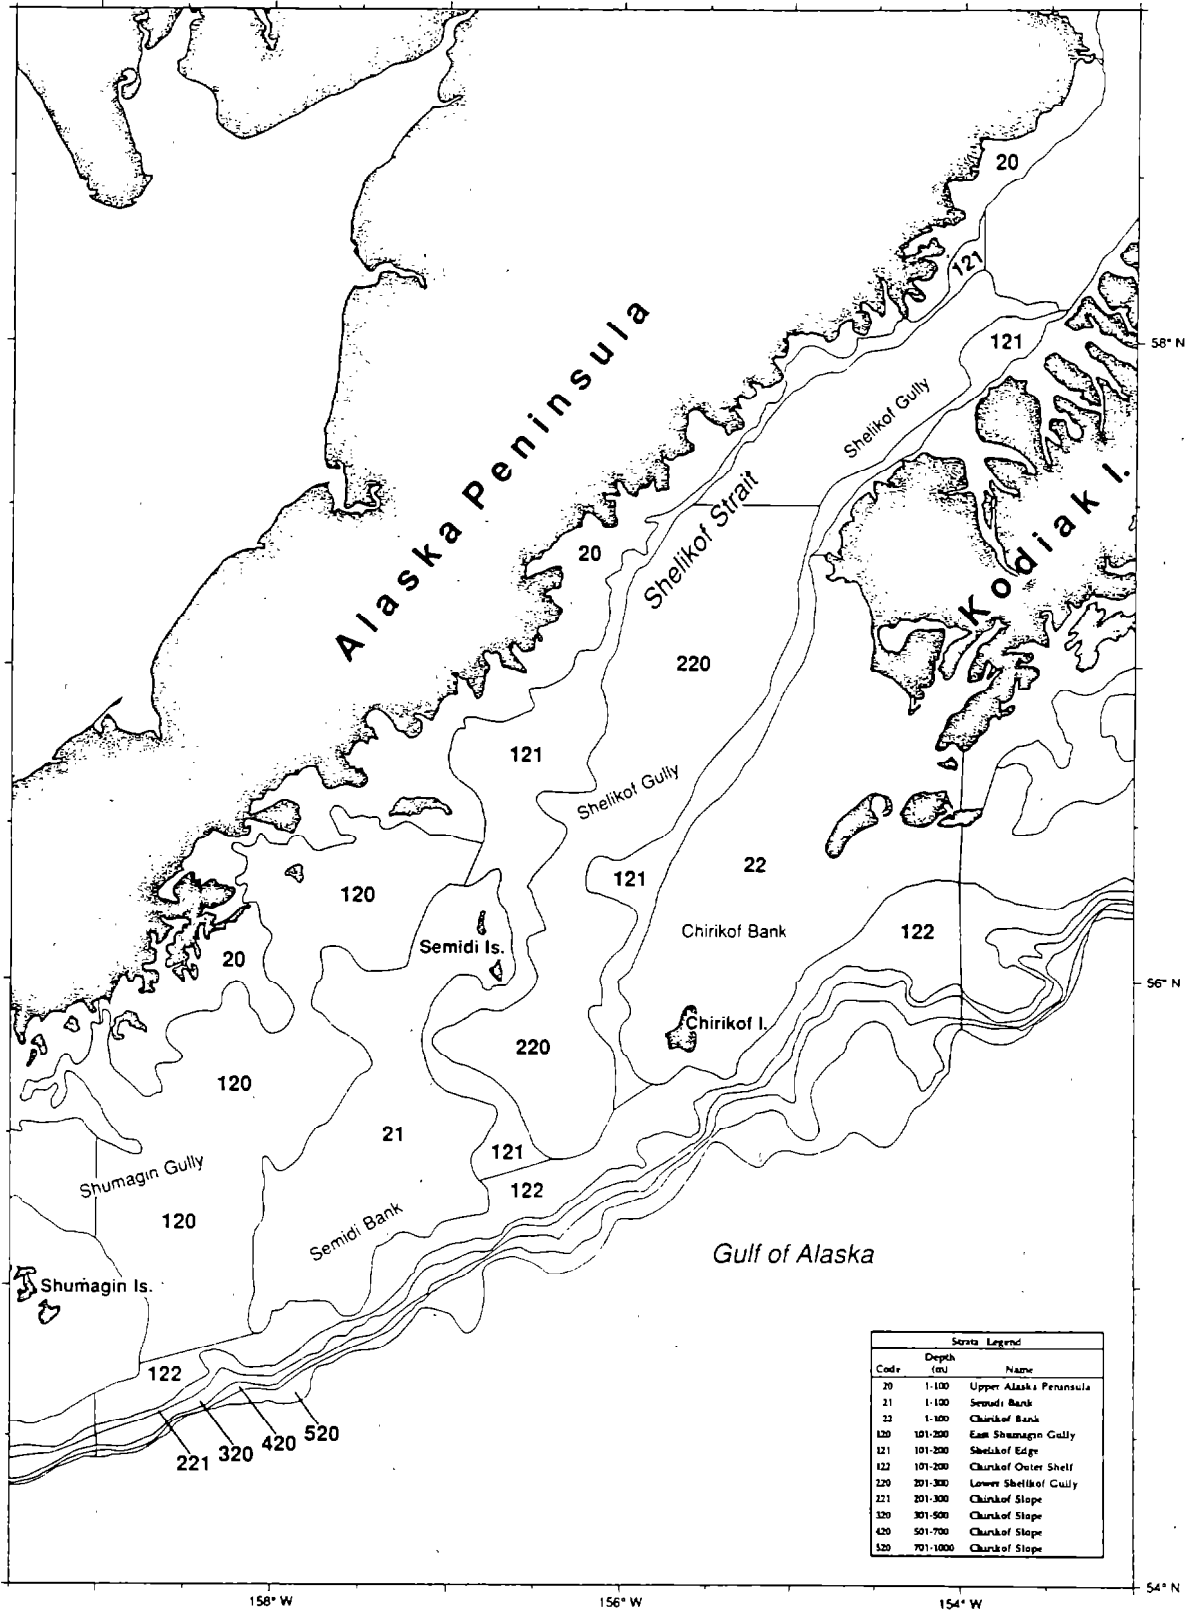 20
121
121
58° N
Shelikof Gully
Alaska Peninsula
Kodiak I.
Shelikof Strait
20
220
121
Shelikof Gully
22
121
120
Chirikof Bank
122
Semidi Is.
20
56° N
Chirikof I.
220
120
21
121
Shumagin Gully
122
120
Semidi Bank
Gulf of Alaska
Shumagin Is.
122
520
420
320
221
Strata Legend
Code Depth (m) Name
20 1-100 Upper Alaska Peninsula
21 1-100 Semidi Bank
22 1-100 Chirikof Bank
120 101-200 East Shumagin Gully
121 101-200 Shelikof Edge
122 101-200 Chirikof Outer Shelf
220 201-300 Lower Shelikof Gully
221 201-300 Chirikof Slope
320 301-500 Chirikof Slope
420 501-700 Chirikof Slope
520 701-1000 Chirikof Slope
54° N
158° W
156° W
154° W